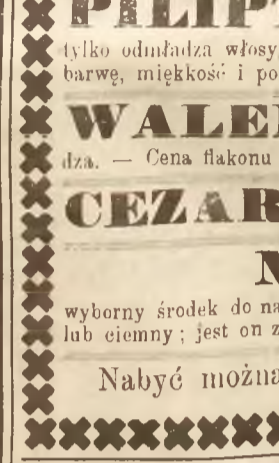 PILIP
tylko odmładza włosy,
barwę, miękkość i po
WALE
dza. — Cena flakonu
CEZAR
N
wyborny środek do na
lub ciemny; jest on z
Nabyć można